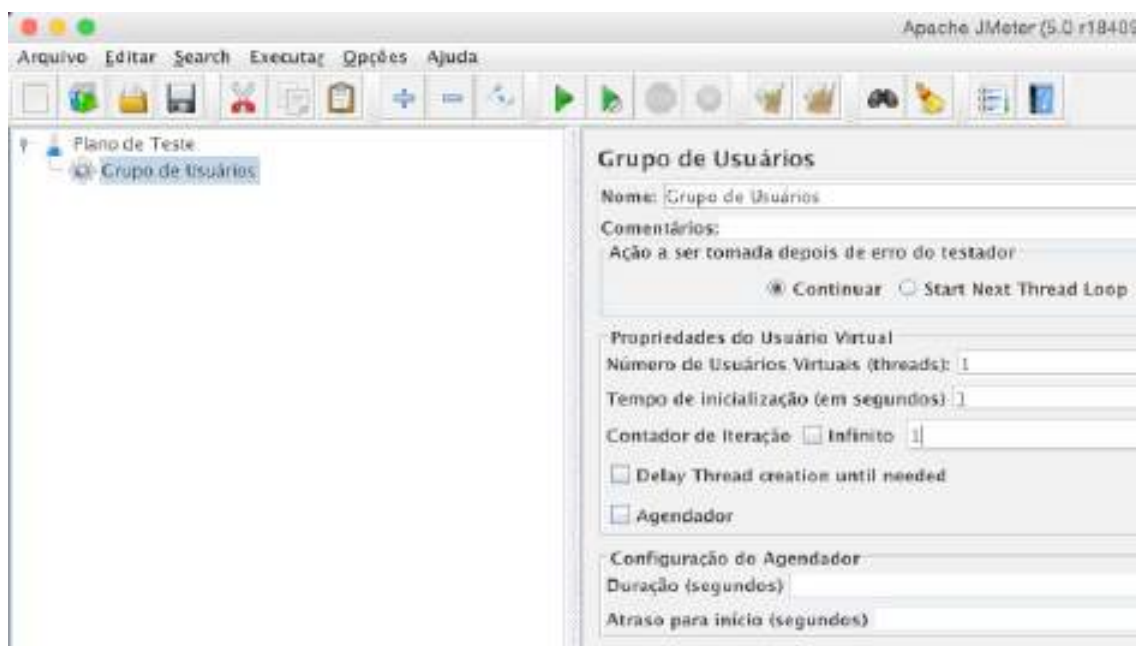 Apache JMeter (5.0 r18409
Arquivo Editar Search Executar Opções Ajuda
Plano de Teste
Grupo de Usuários
Grupo de Usuários
Nome: Grupo de Usuários
Comentários:
Ação a ser tomada depois de erro do testador
Continuar Start Next Thread Loop
Propriedades do Usuário Virtual
Número de Usuários Virtuais (threads): 1
Tempo de inicialização (em segundos) 1
Contador de Iteração Infinito 1
Delay Thread creation until needed
Agendador
Configuração do Agendador
Duração (segundos)
Atraso para início (segundos)